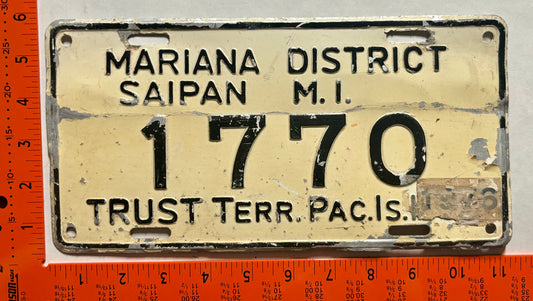 MARIANA DISTRICT
SAIPAN M.I.
1770
TRUST TERR. PAC. IS.